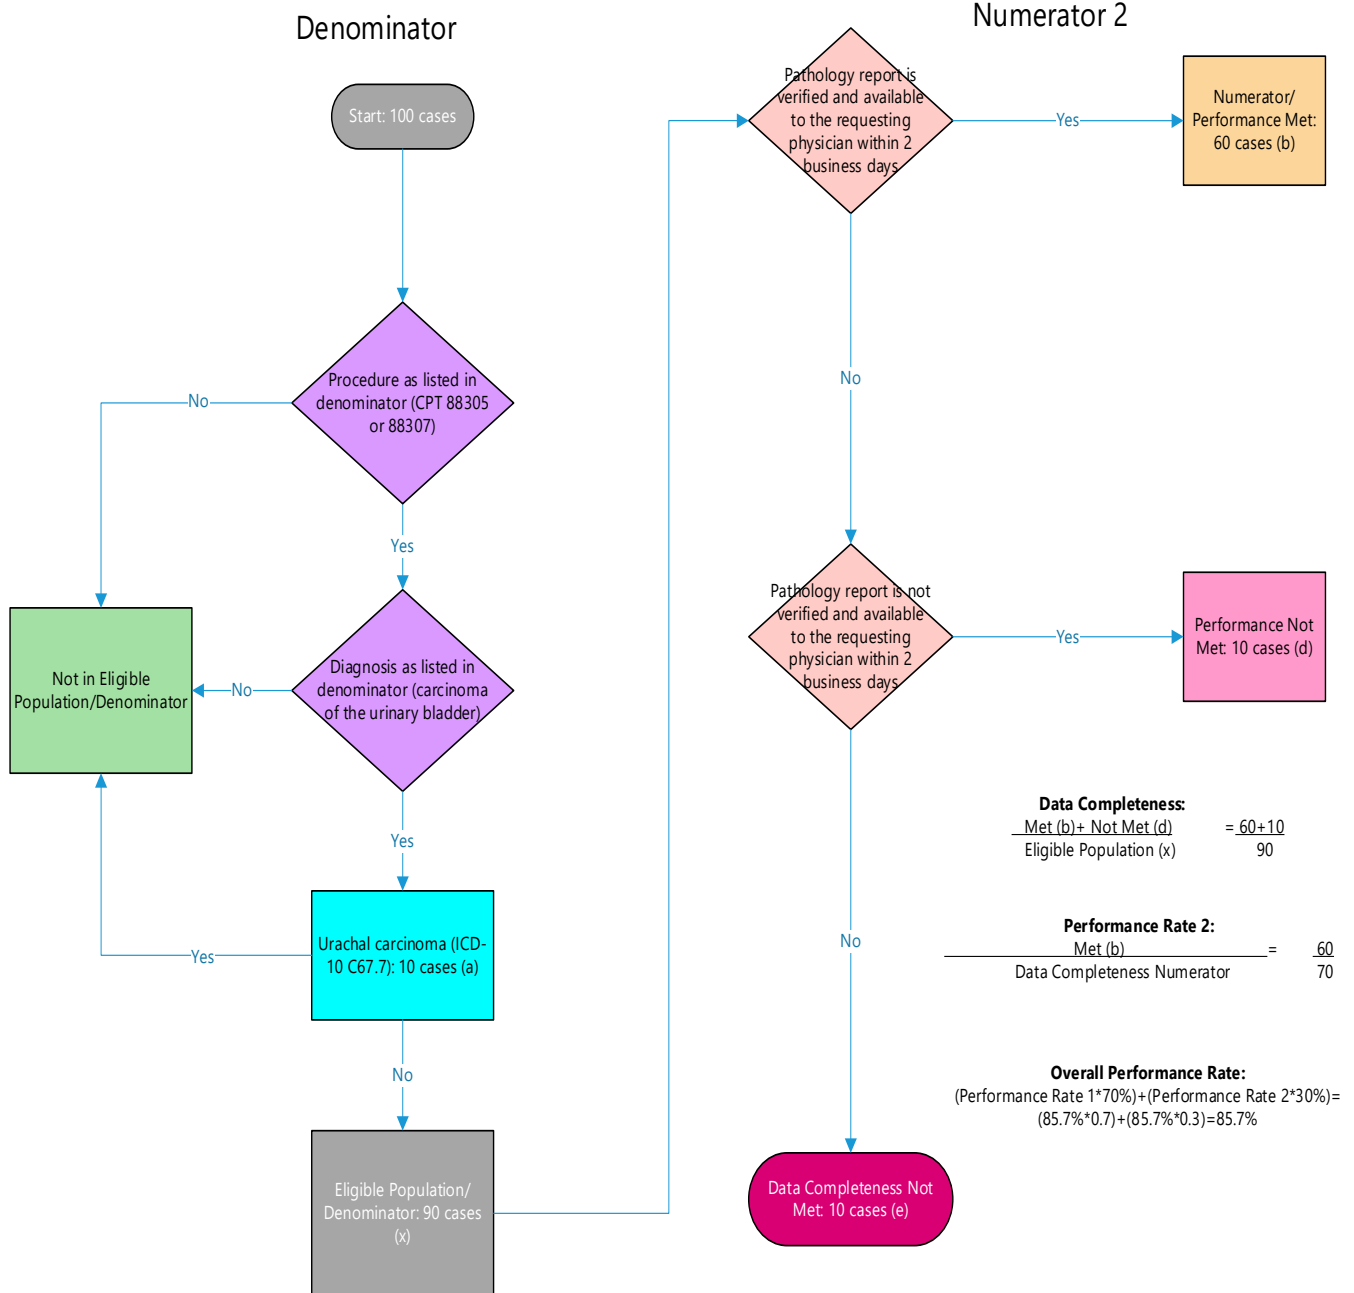 Denominator
Start: 100 cases
Procedure as listed in
denominator (CPT 88305
or 88307)
No
Yes
Not in Eligible
Population/Denominator
Diagnosis as listed in
denominator (carcinoma
of the urinary bladder)
No
Yes
Urachal carcinoma (ICD-
10 C67.7): 10 cases (a)
Yes
No
Eligible Population/
Denominator: 90 cases
(x)
Numerator 2
Pathology report is
verified and available
to the requesting
physician within 2
business days
Yes
Numerator/
Performance Met:
60 cases (b)
No
Pathology report is not
verified and available
to the requesting
physician within 2
business days
Yes
Performance Not
Met: 10 cases (d)
No
Data Completeness Not
Met: 10 cases (e)
Data Completeness:
Met (b)+ Not Met (d) = 60+10
Eligible Population (x) 90
Performance Rate 2:
Met (b) = 60
Data Completeness Numerator 70
Overall Performance Rate:
(Performance Rate 1*70%)+(Performance Rate 2*30%)=
(85.7%*0.7)+(85.7%*0.3)=85.7%